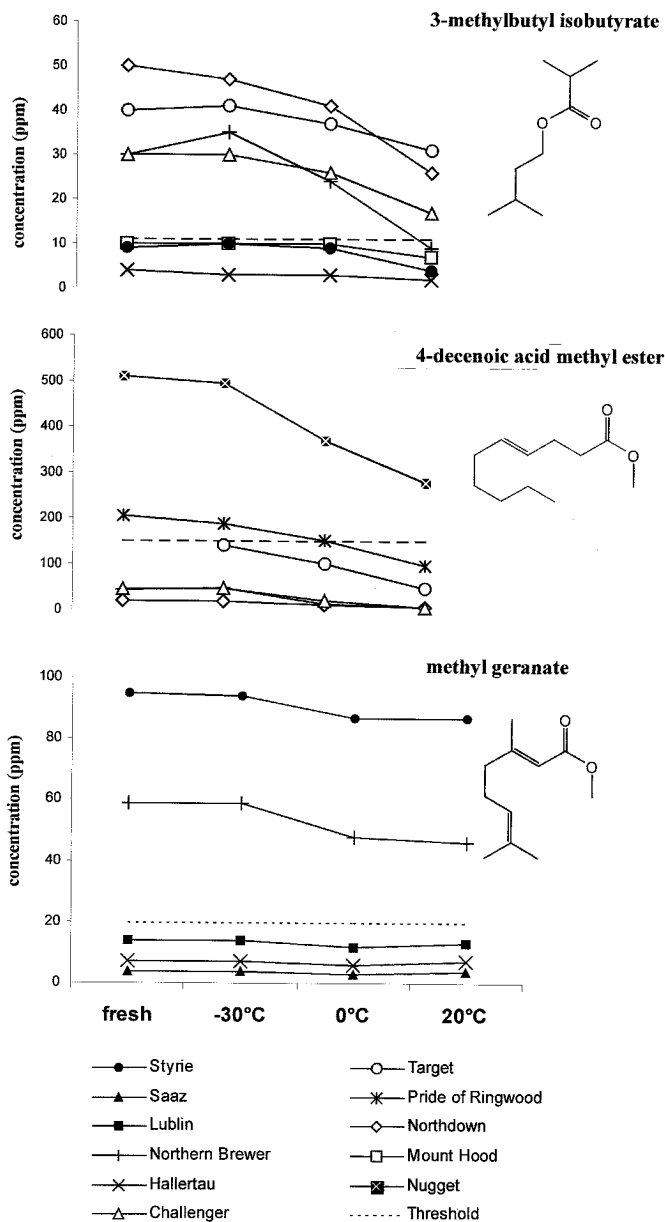 3-methylbutyl isobutyrate
concentration (ppm)
60
50
40
30
20
10
0
O
O
4-decenoic acid methyl ester
concentration (ppm)
600
500
400
300
200
100
0
O
O
methyl geranate
concentration (ppm)
100
80
60
40
20
0
O
O
fresh -30°C 0°C 20°C
Styrie
Saaz
Lublin
Northern Brewer
Hallertau
Challenger
Target
Pride of Ringwood
Northdown
Mount Hood
Nugget
Threshold